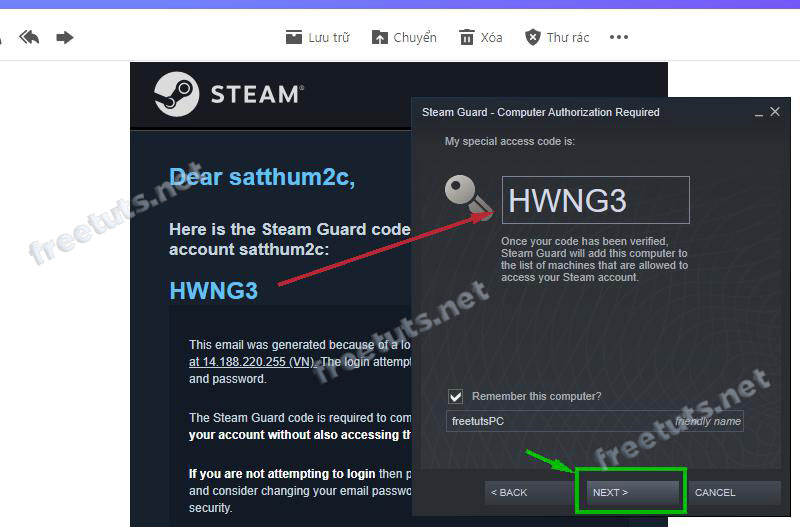 Lưu trữ
Chuyển
Xóa
Thư rác
STEAM®
Dear satthum2c,
Here is the Steam Guard code
account satthum2c:
HWNG3
This email was generated because of a lo
at 14.188.220.255 (VN). The login attempt
and password.
The Steam Guard code is required to com
your account without also accessing th
If you are not attempting to login then p
and consider changing your email passwo
security.
Steam Guard - Computer Authorization Required
My special access code is:
HWNG3
Once your code has been verified,
Steam Guard will add this computer to
the list of machines that are allowed to
access your Steam account.
Remember this computer?
freetutsPC
friendly name
< BACK
NEXT >
CANCEL
freetuts.net
freetuts.net
freetuts.net